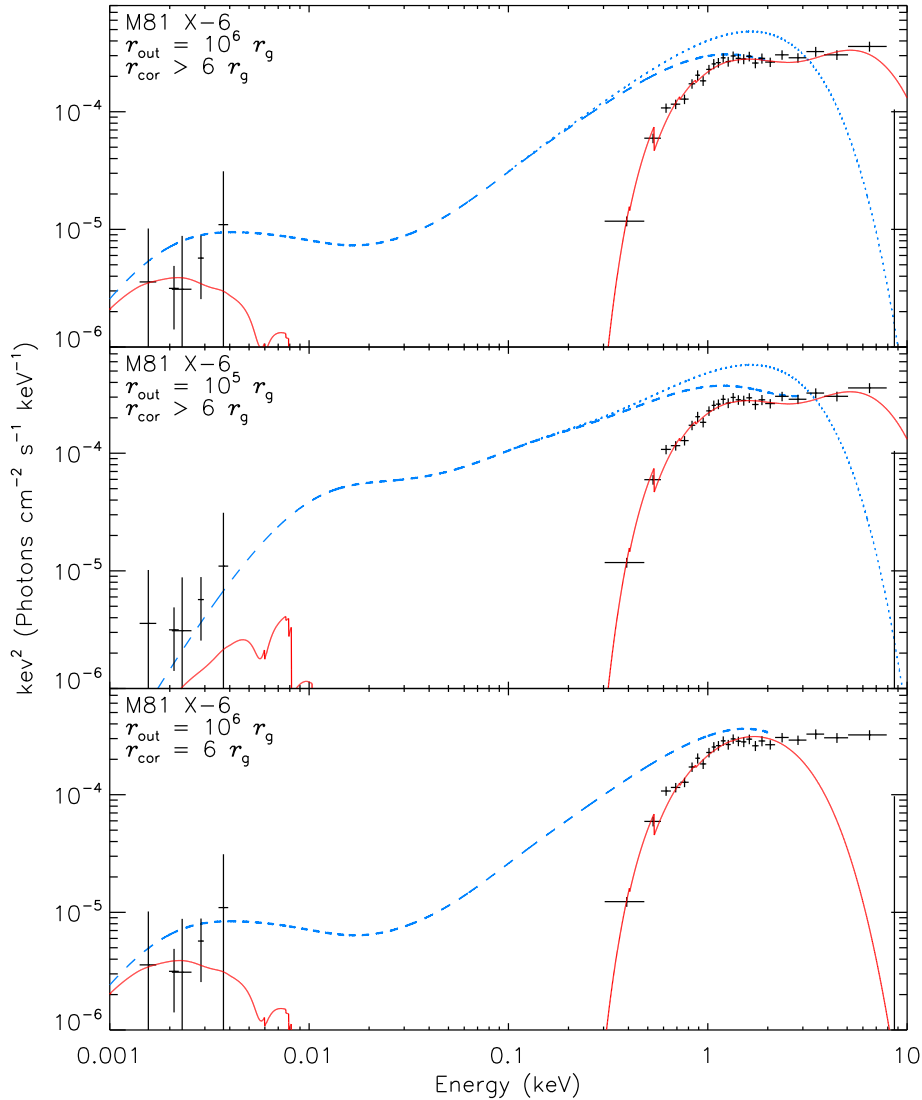 M81 X-6
r_out = 10^6 r_g
r_cor > 6 r_g
10^-4
10^-5
10^-6
M81 X-6
r_out = 10^5 r_g
r_cor > 6 r_g
10^-4
10^-5
10^-6
keV^2 (Photons cm^-2 s^-1 keV^-1)
M81 X-6
r_out = 10^6 r_g
r_cor = 6 r_g
10^-4
10^-5
10^-6
0.001 0.01 0.1 1 10
Energy (keV)